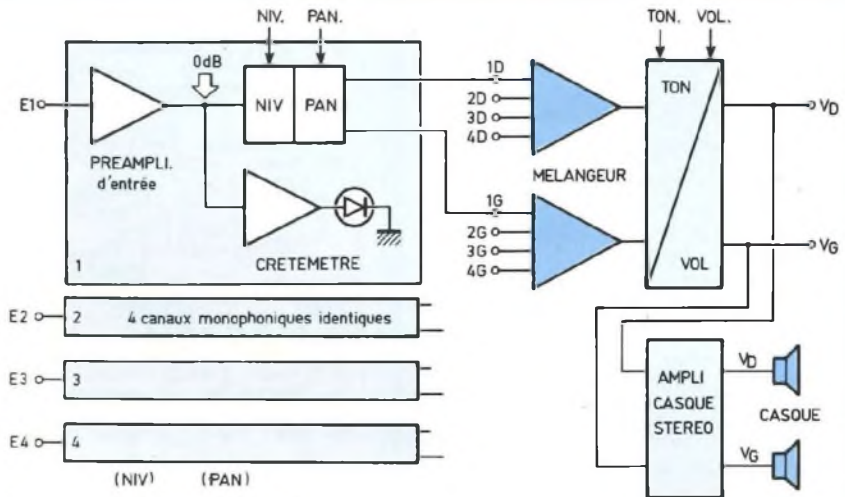 NIV. PAN.
TON. VOL.
0dB
E1
NIV PAN
PREAMPLI.
d'entrée
CRETEMETRE
1
1D
2D
3D
4D
MELANGEUR
1G
2G
3G
4G
TON
VOL
VD
VG
E2 2 4 canaux monophoniques identiques
E3 3
E4 4
(NIV) (PAN)
AMPLI
CASQUE
STEREO
VD
CASQUE
VG